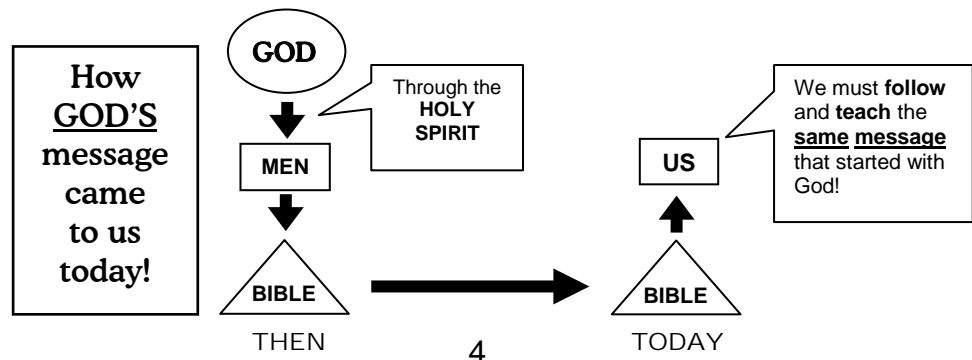 How
GOD'S
message
came
to us
today!
GOD
Through the
HOLY
SPIRIT
MEN
BIBLE
THEN
4
We must follow
and teach the
same message
that started with
God!
US
BIBLE
TODAY